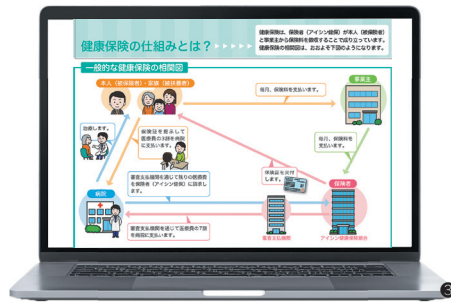 健康保険の仕組みとは？
健康保険は、保険者（アイシン健保）が本人（被保険者）
と事業主から保険料を徴収することで成り立っています。
健康保険の相関図は、おおよそ下図のようになります。
一般的な健康保険の相関図
本人（被保険者）・家族（被扶養者）
事業主
毎月、保険料を支払います。
治療します。
保険証を提示して
医療費の3割を病院
に支払います。
毎月、保険料を
支払います。
保険証を交付
します。
審査支払機関を通じて残りの医療費
を保険者（アイシン健保）に請求し
ます。
病院
保険者
審査支払機関を通じて医療費の7割
を病院に支払います。
審査支払機関
アイシン健康保険組合
3